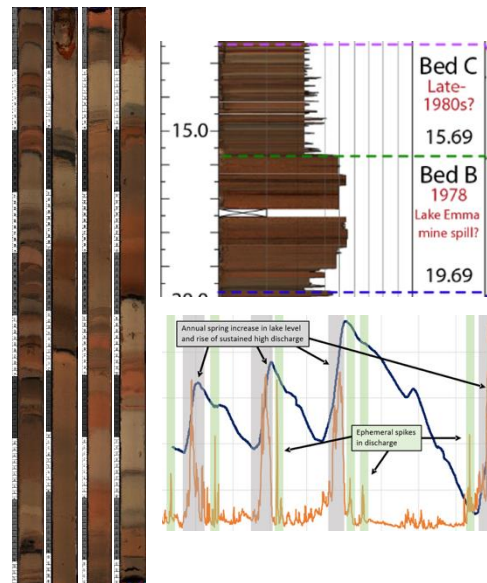 Bed C
Late-
1980s?
15.0
15.69
Bed B
1978
Lake Emma
mine spill?
19.69
Annual spring increase in lake level
and rise of sustained high discharge
Ephemeral spikes
in discharge